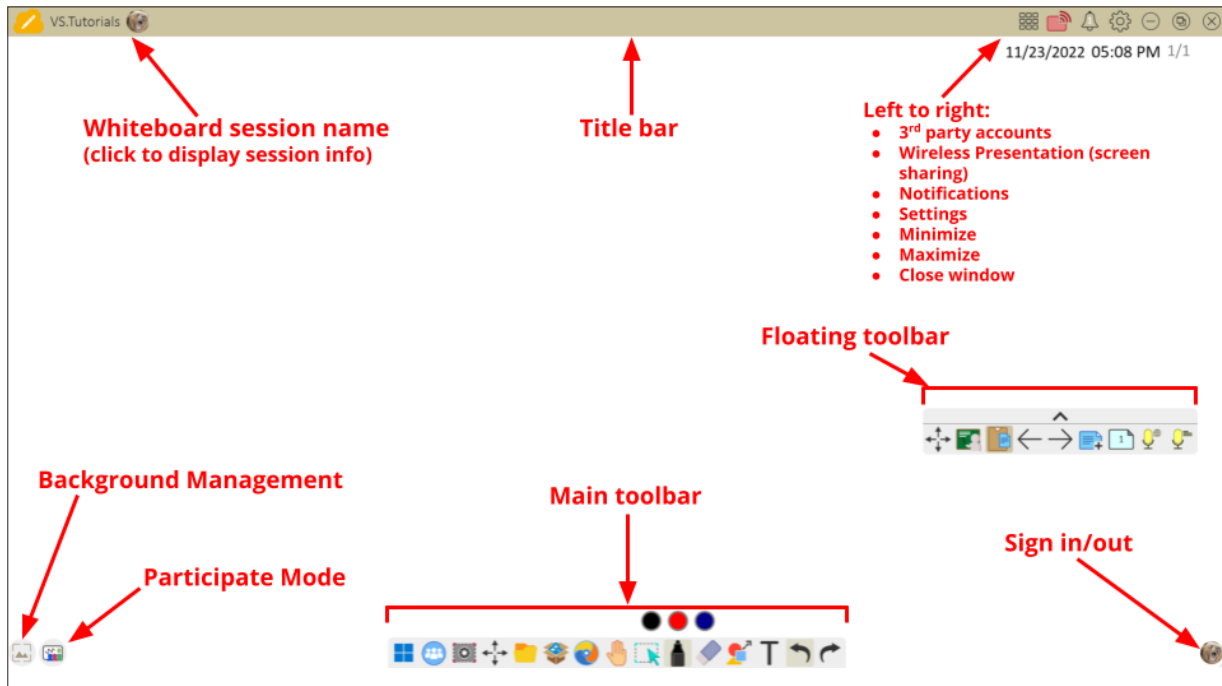 VS.Tutorials
11/23/2022 05:08 PM 1/1
Whiteboard session name
(click to display session info)
Title bar
Left to right:
● 3rd party accounts
● Wireless Presentation (screen
sharing)
● Notifications
● Settings
● Minimize
● Maximize
● Close window
Floating toolbar
1
Background Management
Main toolbar
Sign in/out
Participate Mode
T